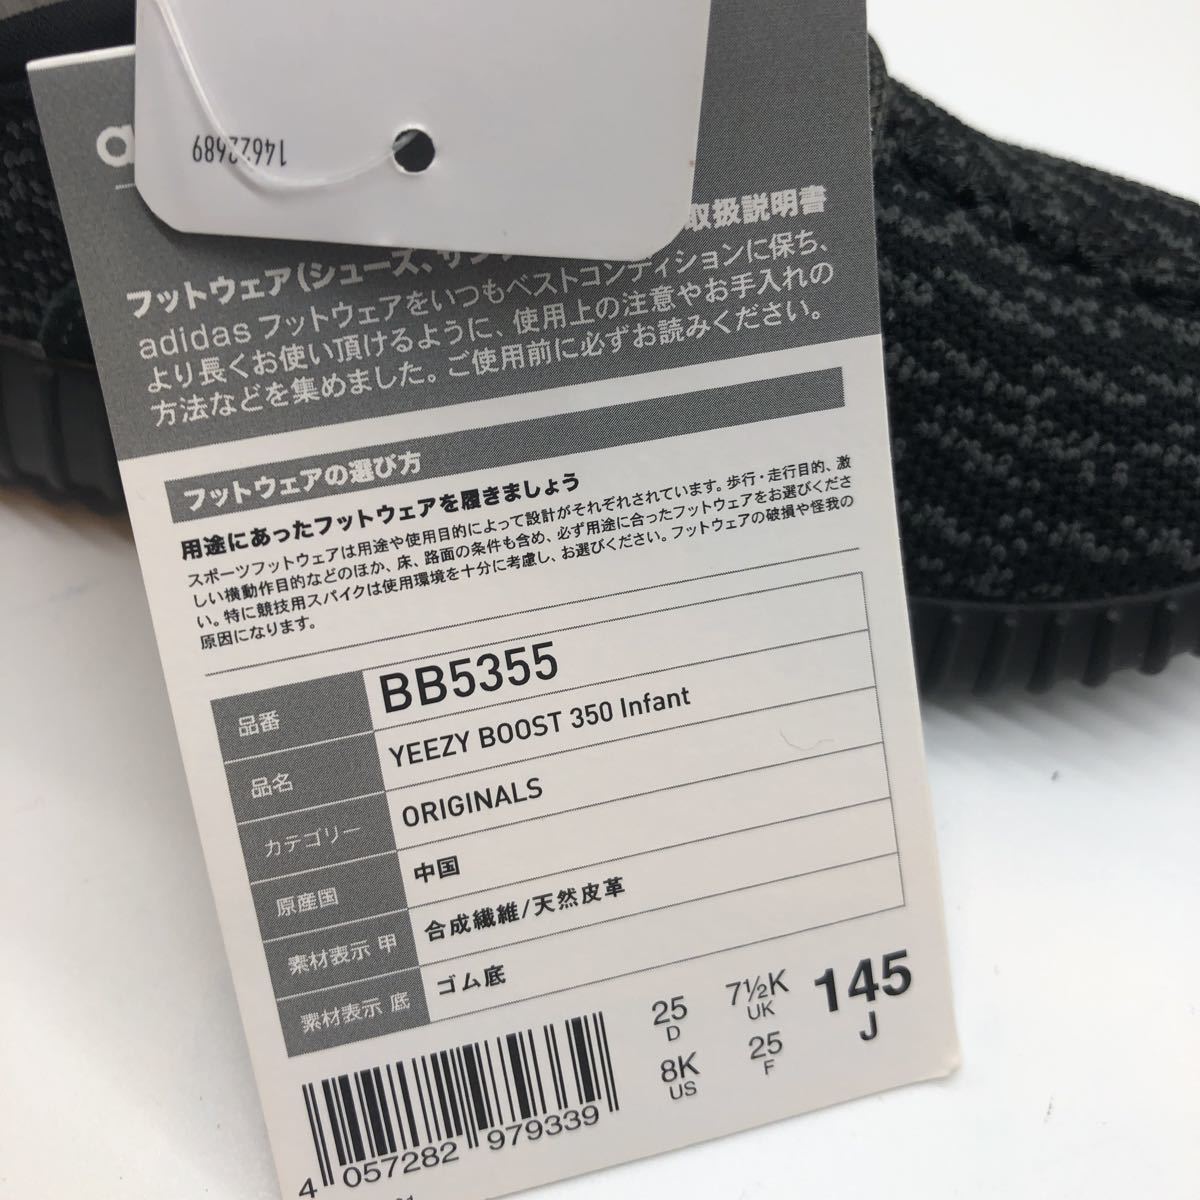 14622689
取扱説明書
フットウェア(シューズ、サン
adidas フットウェアをいつもベストコンディションに保ち、
より長くお使い頂けるように、使用上の注意やお手入れの
方法などを集めました。ご使用前に必ずお読みください。
フットウェアの選び方
用途にあったフットウェアを履きましょう
スポーツフットウェアは用途や使用目的によって設計がそれぞれされています。歩行・走行目的、激
しい横動作目的などのほか、床、路面の条件も含め、必ず用途に合ったフットウェアをお選びくださ
い。特に競技用スパイクは使用環境を十分に考慮し、お選びください。フットウェアの破損や怪我の
原因になります。
品番 BB5355
品名 YEEZY BOOST 350 Infant
カテゴリー ORIGINALS
原産国 中国
素材表示 甲 合成繊維/天然皮革
素材表示 底 ゴム底
25 D 7½K UK 145 J
8K US 25 F
4 057282 979339